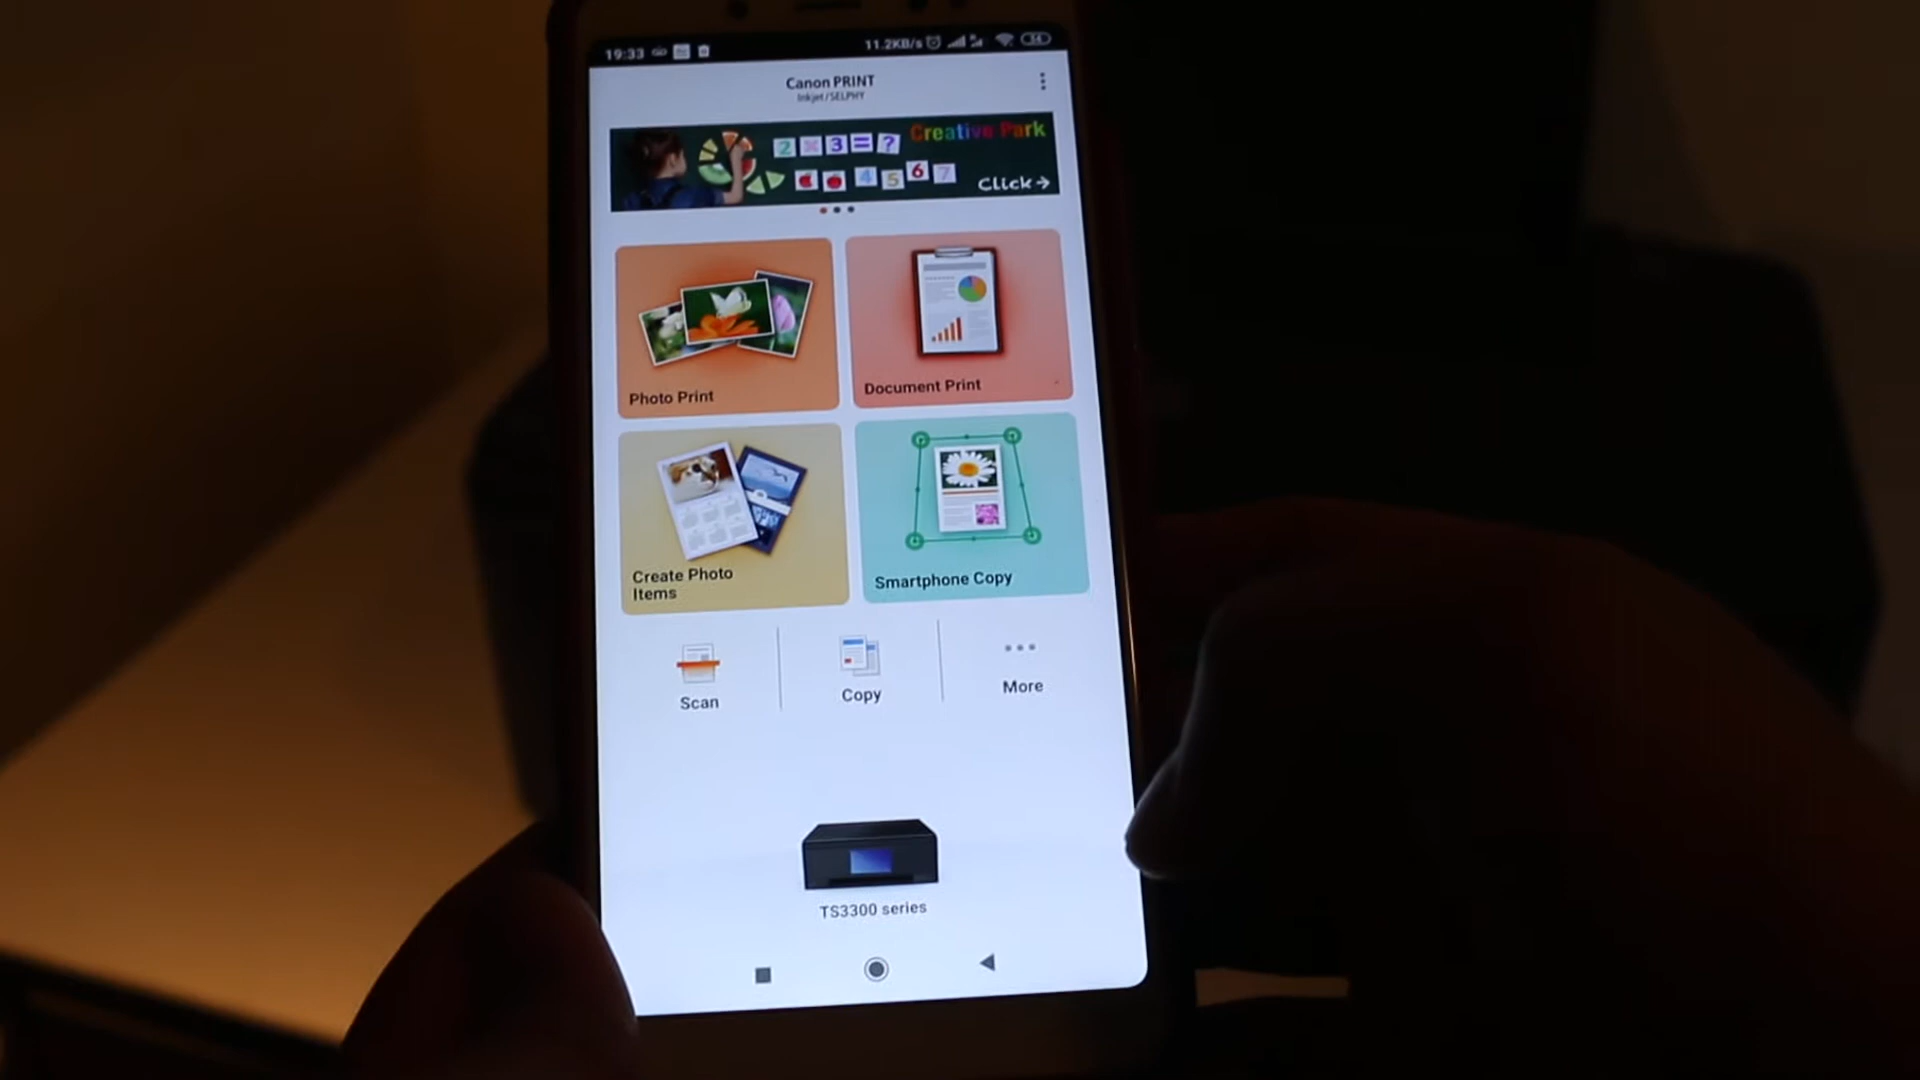 19:33
11.2KB/s
54
Canon PRINT
Inkjet/SELPHY
2 × 3 = ?
Creative Park
4 5 6 7
Click→
Photo Print
Document Print
Create Photo
Items
Smartphone Copy
Scan
Copy
More
TS3300 series